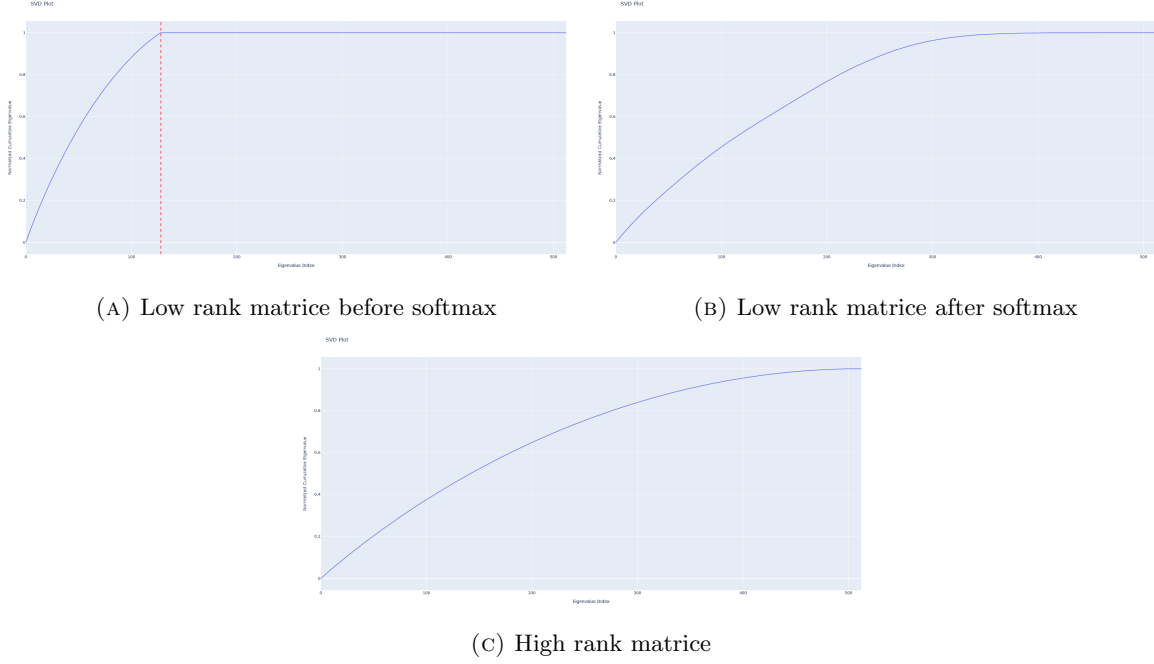 SVD Plot
1
0.8
0.6
0.4
0.2
0
Normalized Cumulative Eigenvalue
0 100 200 300 400 500
Eigenvalue Index
(A) Low rank matrice before softmax
SVD Plot
1
0.8
0.6
0.4
0.2
0
Normalized Cumulative Eigenvalue
0 100 200 300 400 500
Eigenvalue Index
(B) Low rank matrice after softmax
SVD Plot
1
0.8
0.6
0.4
0.2
0
Normalized Cumulative Eigenvalue
0 100 200 300 400 500
Eigenvalue Index
(C) High rank matrice